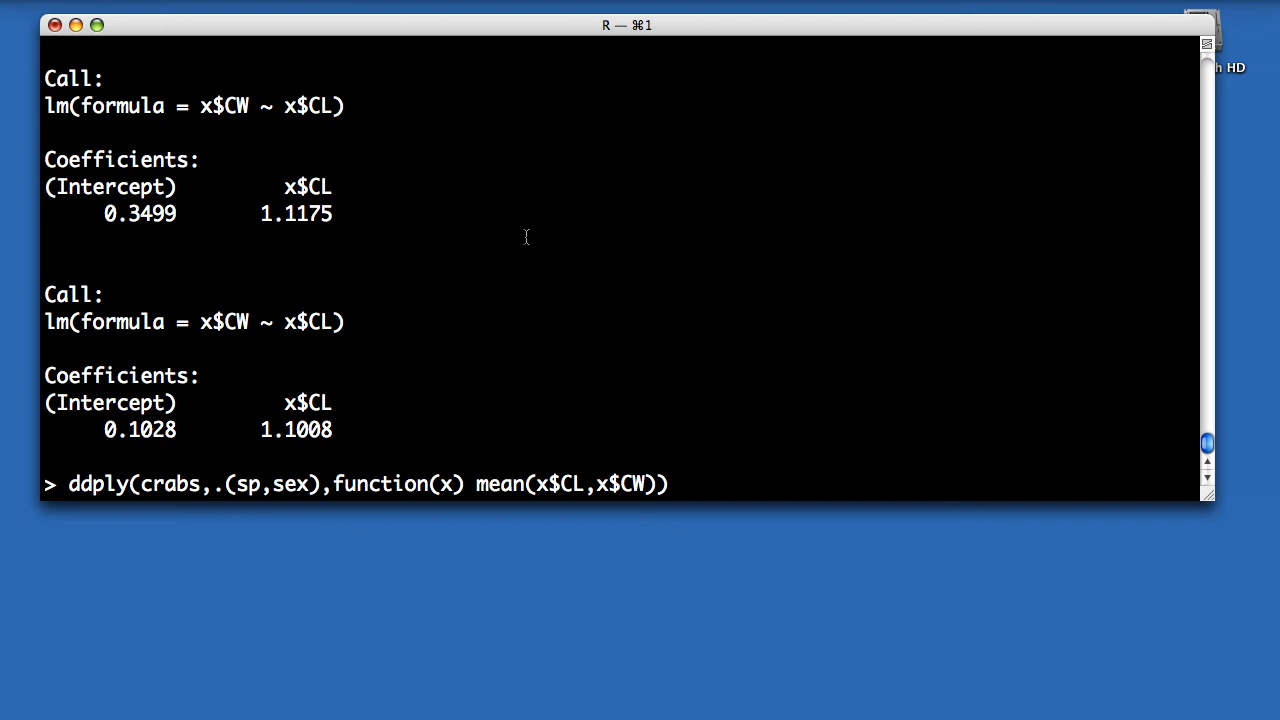 R — ⌘1
h HD
Call:
lm(formula = x$CW ~ x$CL)
Coefficients:
(Intercept)         x$CL
     0.3499       1.1175
Call:
lm(formula = x$CW ~ x$CL)
Coefficients:
(Intercept)         x$CL
     0.1028       1.1008
> ddply(crabs,.(sp,sex),function(x) mean(x$CL,x$CW))